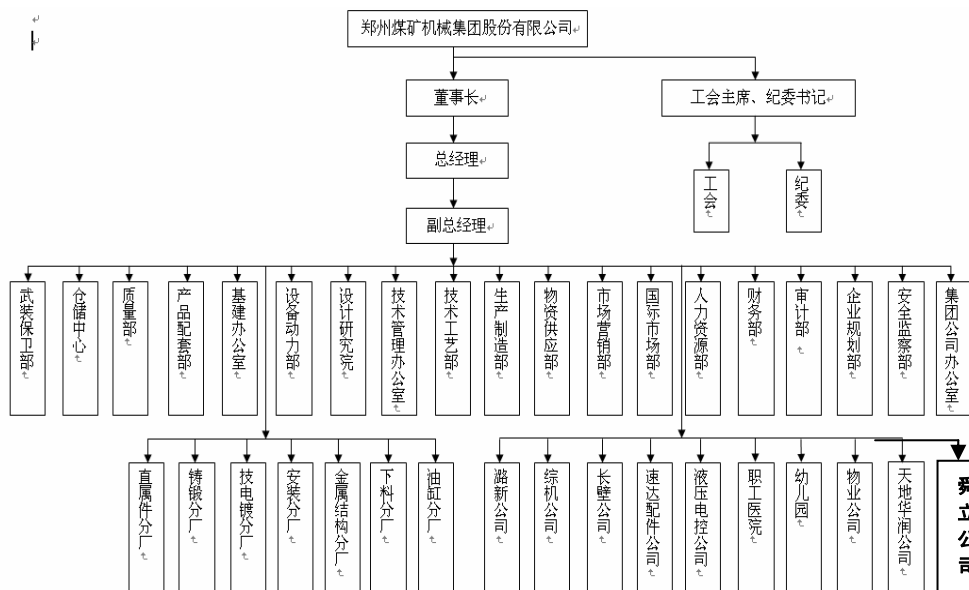 郑州煤矿机械集团股份有限公司
董事长
工会主席、纪委书记
总经理
工会
纪委
副总经理
武装保卫部
仓储中心
质量部
产品配套部
基建办公室
设备动力部
设计研究院
技术管理办公室
技术工艺部
生产制造部
物资供应部
市场营销部
国际市场部
人力资源部
财务部
审计部
企业规划部
安全监察部
集团公司办公室
直属件分厂
铸锻分厂
技电镀分厂
安装分厂
金属结构分厂
下料分厂
油缸分厂
潞新公司
综机公司
长壁公司
速达配件公司
液压电控公司
职工医院
幼儿园
物业公司
天地华润公司
舜立公司